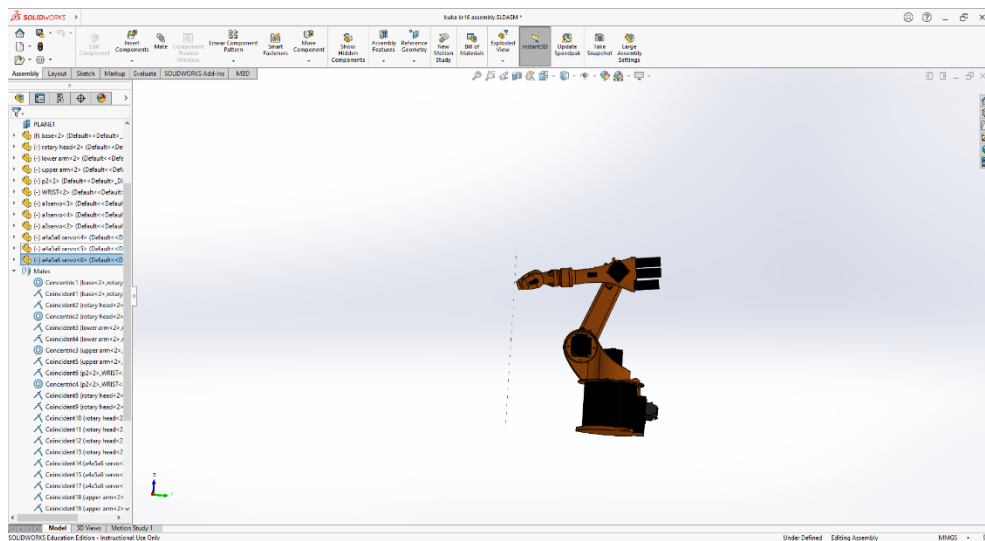 SOLIDWORKS
kuka kr16 assembly.SLDASM *
Edit Component
Insert Components
Mate
Component Preview Window
Linear Component Pattern
Smart Fasteners
Move Component
Show Hidden Components
Assembly Features
Reference Geometry
New Motion Study
Bill of Materials
Exploded View
Instant3D
Update Speedpak
Take Snapshot
Large Assembly Settings
Assembly Layout Sketch Markup Evaluate SOLIDWORKS Add-Ins MBD
PLANE1
(f) base<2> (Default<<Default>_
(-) rotary head<2> (Default<<De
(-) lower arm<2> (Default<<Defa
(-) upper arm<2> (Default<<Defa
(-) p2<2> (Default<<Default>_Di
(-) WRIST<2> (Default<<Default>
(-) a1servo<3> (Default<<Defaul
(-) a1servo<4> (Default<<Defaul
(-) a3servo<2> (Default<<Defaul
(-) a4a5a6 servo<4> (Default<<D
(-) a4a5a6 servo<5> (Default<<D
(-) a4a5a6 servo<6> (Default<<D
Mates
Concentric1 (base<2>,rotary
Coincident1 (base<2>,rotary
Coincident2 (rotary head<2>
Concentric2 (rotary head<2>
Coincident3 (lower arm<2>,
Coincident4 (lower arm<2>,
Concentric3 (upper arm<2>,
Coincident5 (upper arm<2>,
Coincident6 (p2<2>,WRIST<
Concentric4 (p2<2>,WRIST<
Coincident8 (rotary head<2>
Coincident9 (rotary head<2>
Coincident10 (rotary head<2
Coincident11 (rotary head<2
Coincident12 (rotary head<2
Coincident13 (rotary head<2
Coincident14 (a4a5a6 servo<
Coincident15 (a4a5a6 servo<
Coincident17 (a4a5a6 servo<
Coincident18 (upper arm<2>
Coincident19 (upper arm<2>
Model 3D Views Motion Study 1
SOLIDWORKS Education Edition - Instructional Use Only
Under Defined Editing Assembly MMGS